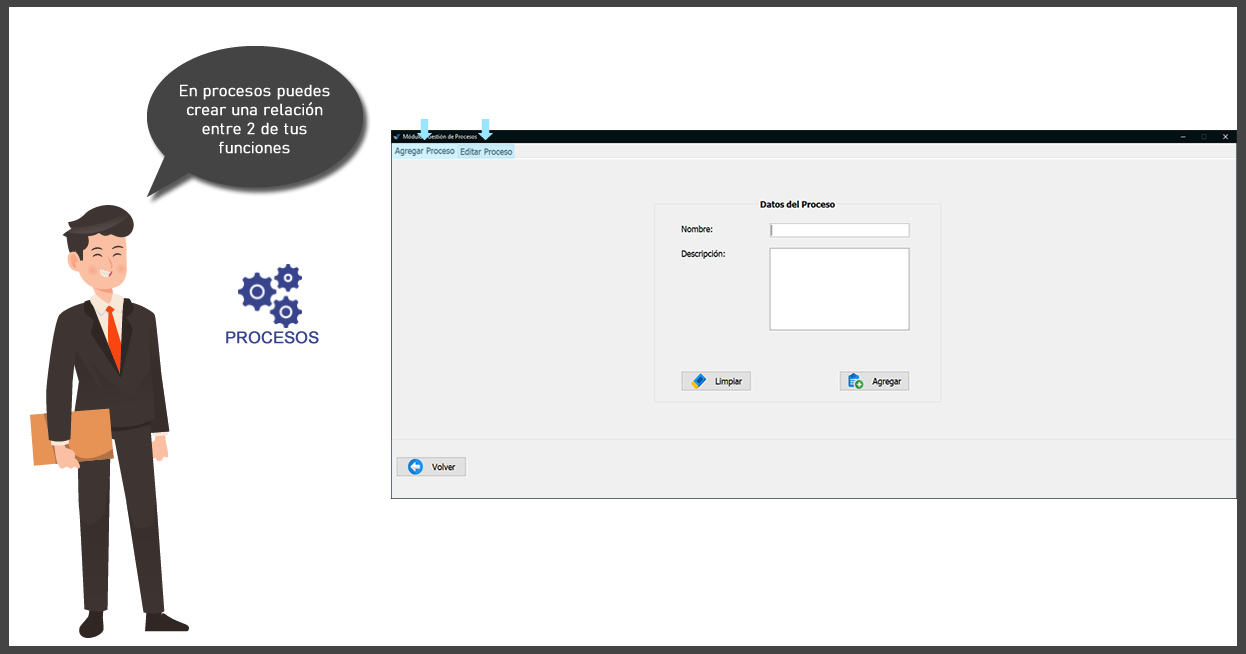 En procesos puedes
crear una relación
entre 2 de tus
funciones
PROCESOS
Módulo Gestión de Procesos
Agregar Proceso Editar Proceso
Datos del Proceso
Nombre:
Descripción:
Limpiar Agregar
Volver